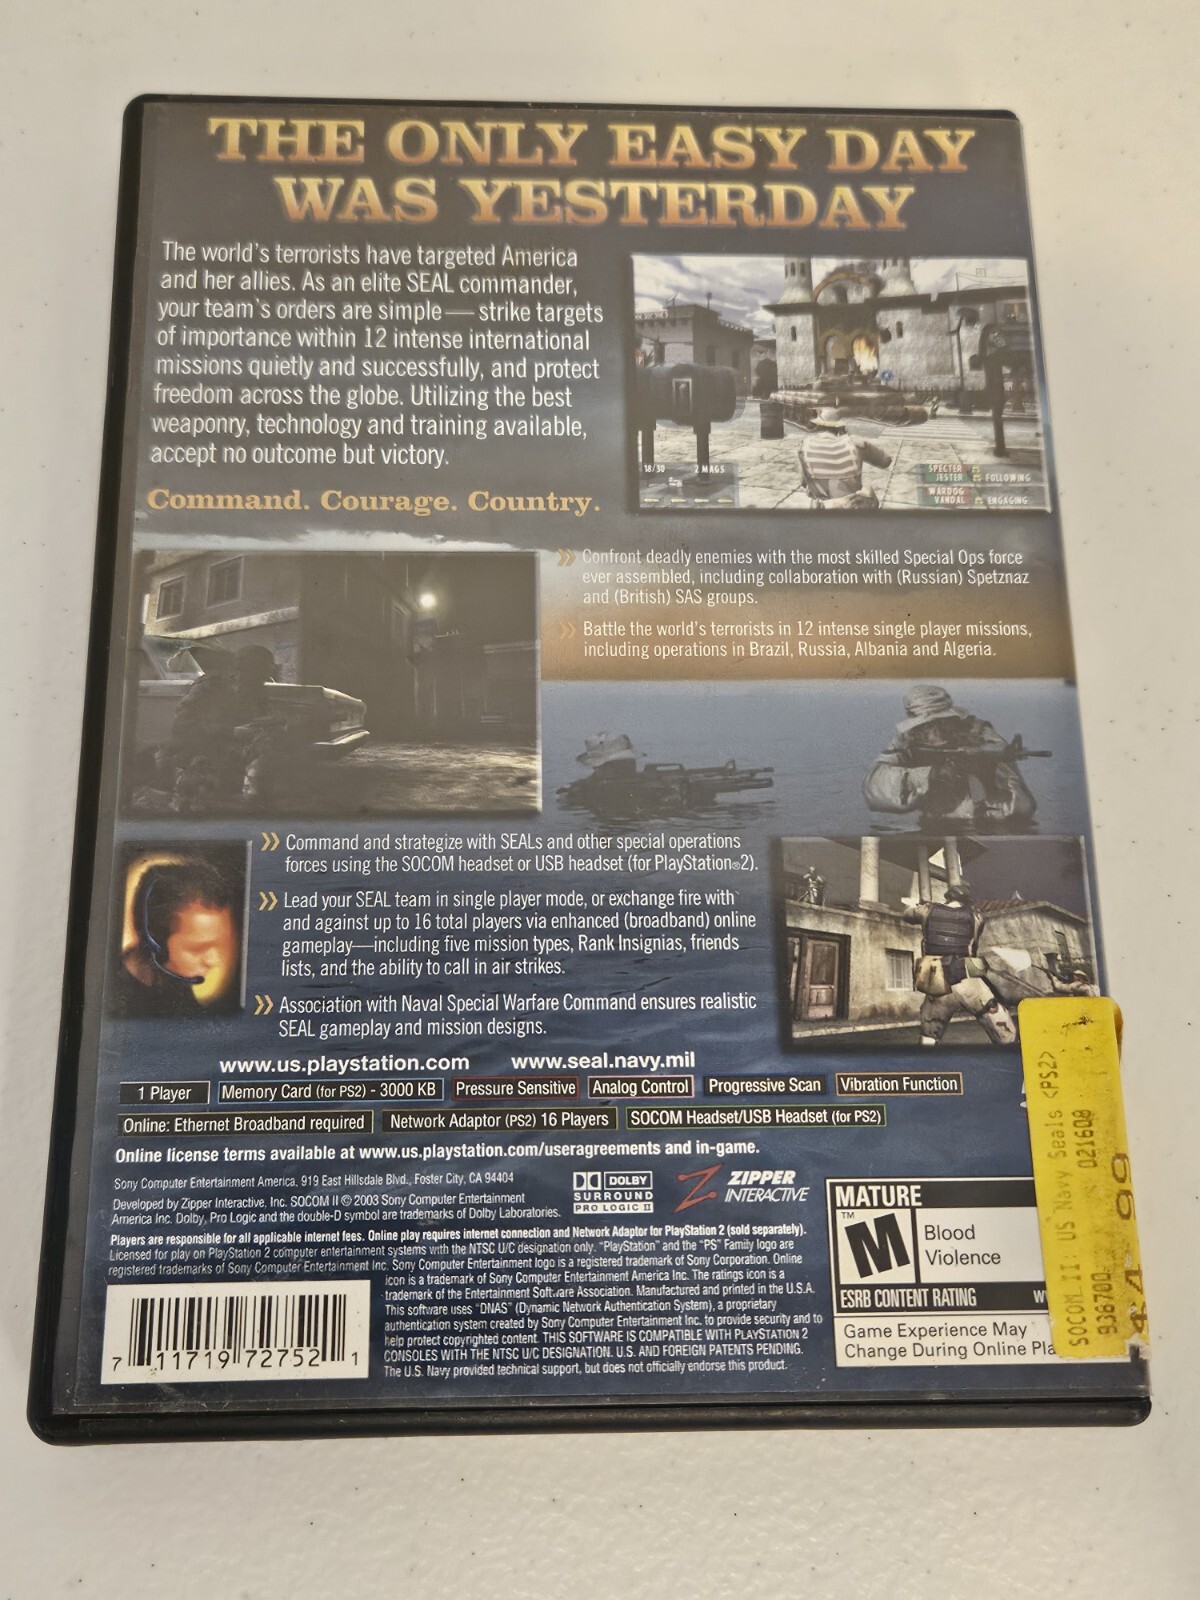 THE ONLY EASY DAY
WAS YESTERDAY
The world's terrorists have targeted America
and her allies. As an elite SEAL commander,
your team's orders are simple — strike targets
of importance within 12 intense international
missions quietly and successfully, and protect
freedom across the globe. Utilizing the best
weaponry, technology and training available,
accept no outcome but victory.
Command. Courage. Country.
18/30 2 MAGS
SPECTER
JESTER FOLLOWING
WARDOG
VANDAL ENGAGING
Confront deadly enemies with the most skilled Special Ops force
ever assembled, including collaboration with (Russian) Spetznaz
and (British) SAS groups.
Battle the world's terrorists in 12 intense single player missions,
including operations in Brazil, Russia, Albania and Algeria.
Command and strategize with SEALs and other special operations
forces using the SOCOM headset or USB headset (for PlayStation®2).
Lead your SEAL team in single player mode, or exchange fire with
and against up to 16 total players via enhanced (broadband) online
gameplay—including five mission types, Rank Insignias, friends
lists, and the ability to call in air strikes.
Association with Naval Special Warfare Command ensures realistic
SEAL gameplay and mission designs.
www.us.playstation.com www.seal.navy.mil
1 Player Memory Card (for PS2) - 3000 KB Pressure Sensitive Analog Control Progressive Scan Vibration Function
Online: Ethernet Broadband required Network Adaptor (PS2) 16 Players SOCOM Headset/USB Headset (for PS2)
Online license terms available at www.us.playstation.com/useragreements and in-game.
Sony Computer Entertainment America, 919 East Hillsdale Blvd., Foster City, CA 94404
Developed by Zipper Interactive, Inc. SOCOM II © 2003 Sony Computer Entertainment
America Inc. Dolby, Pro Logic and the double-D symbol are trademarks of Dolby Laboratories.
DOLBY
SURROUND
PRO LOGIC II
ZIPPER
INTERACTIVE
Players are responsible for all applicable internet fees. Online play requires internet connection and Network Adaptor for PlayStation 2 (sold separately).
Licensed for play on PlayStation 2 computer entertainment systems with the NTSC U/C designation only. "PlayStation" and the "PS" Family logo are
registered trademarks of Sony Computer Entertainment Inc. Sony Computer Entertainment logo is a registered trademark of Sony Corporation. Online
icon is a trademark of Sony Computer Entertainment America Inc. The ratings icon is a
trademark of the Entertainment Software Association. Manufactured and printed in the U.S.A.
This software uses "DNAS" (Dynamic Network Authentication System), a proprietary
authentication system created by Sony Computer Entertainment Inc. to provide security and to
help protect copyrighted content. THIS SOFTWARE IS COMPATIBLE WITH PLAYSTATION 2
CONSOLES WITH THE NTSC U/C DESIGNATION. U.S. AND FOREIGN PATENTS PENDING.
The U.S. Navy provided technical support, but does not officially endorse this product.
7 11719 72752 1
MATURE
M
TM
Blood
Violence
ESRB CONTENT RATING W
Game Experience May
Change During Online Pla
SOCOM II US Navy Seals <PS2>
936700 021608
99